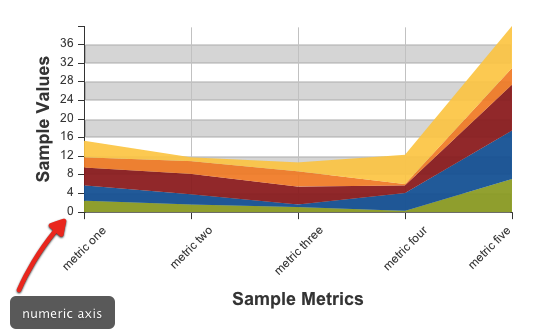 Sample Values
36
32
28
24
20
16
12
8
4
0
metric one
metric two
metric three
metric four
metric five
Sample Metrics
numeric axis